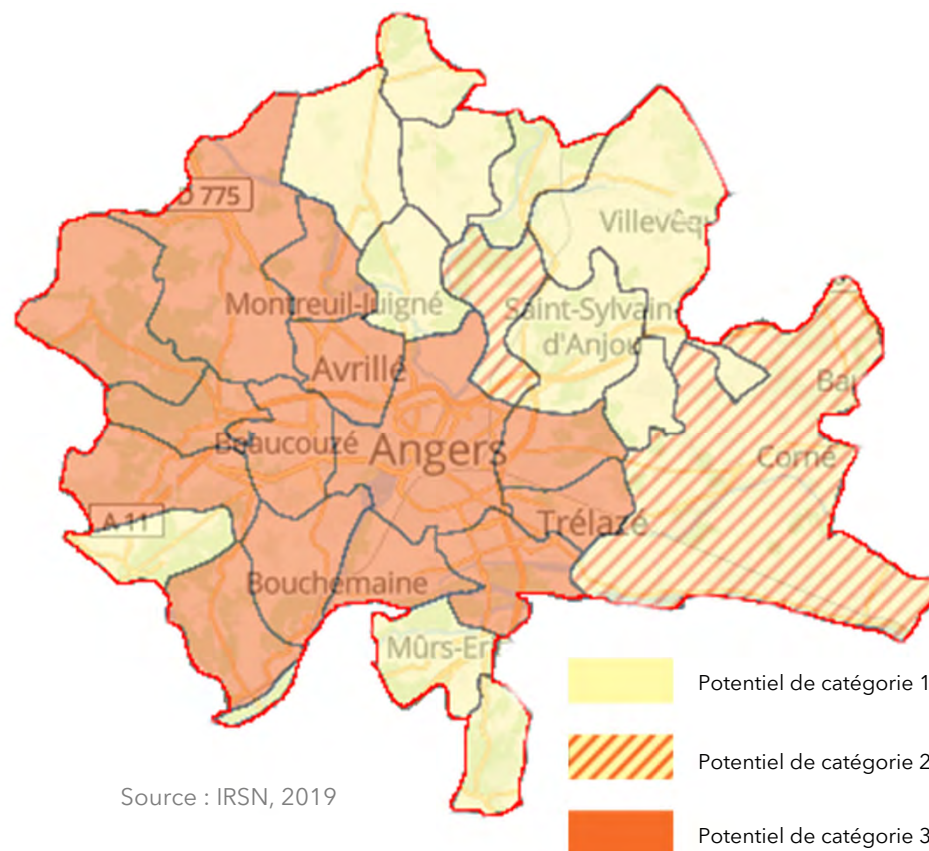 D 775
Villevêq
Montreuil-Juigné
Saint-Sylvain
d'Anjou
Avrillé
Bau
Beaucouzé
Angers
Corné
A 11
Trélazé
Bouchemaine
Mûrs-Er
Potentiel de catégorie 1
Potentiel de catégorie 2
Source : IRSN, 2019
Potentiel de catégorie 3